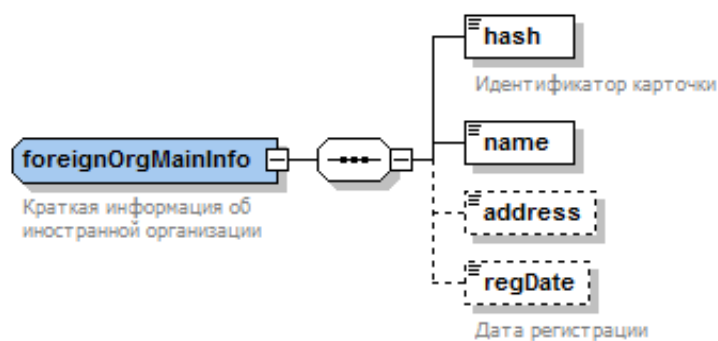 hash
Идентификатор карточки
foreignOrgMainInfo
Краткая информация об
иностранной организации
name
address
regDate
Дата регистрации